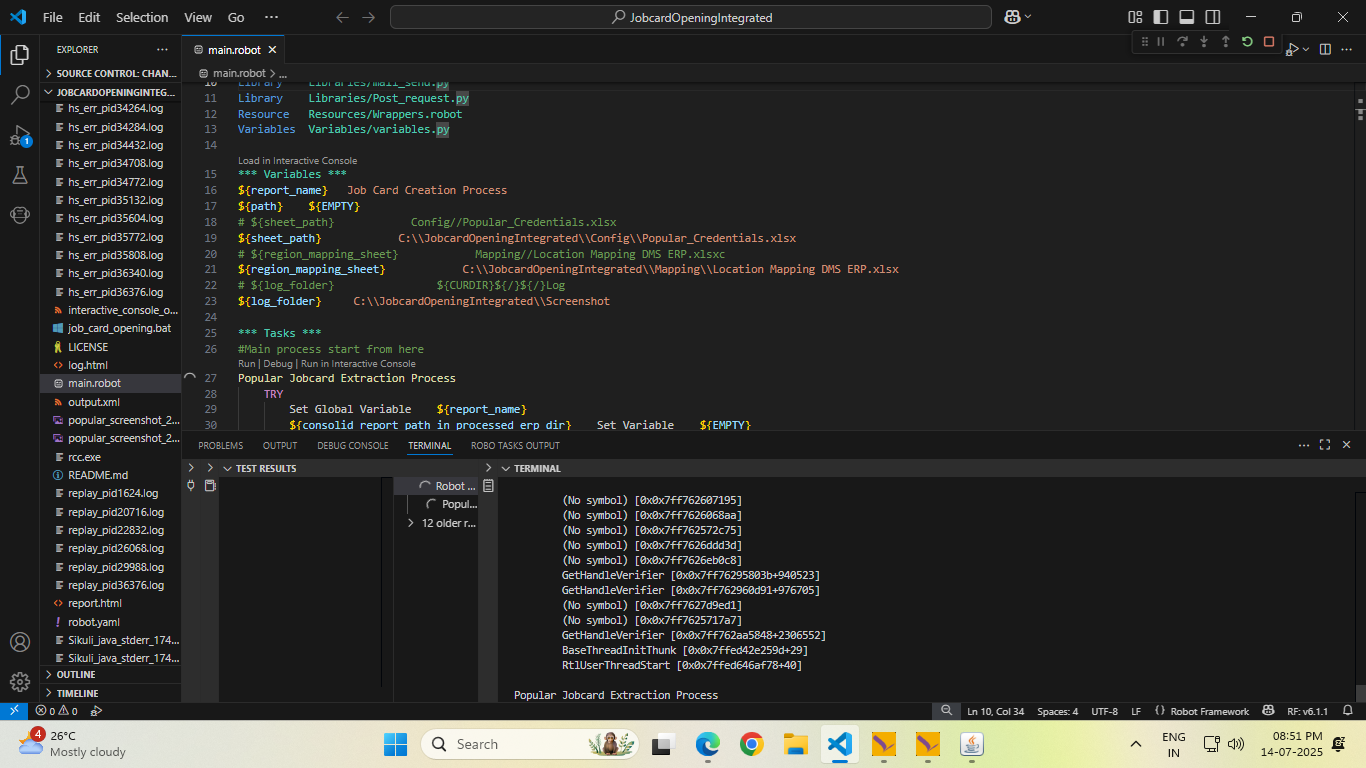 File Edit Selection View Go ···
JobcardOpeningIntegrated
EXPLORER ···
SOURCE CONTROL: CHAN...
JOBCARDOPENINGINTEG...
hs_err_pid34264.log
hs_err_pid34284.log
hs_err_pid34432.log
hs_err_pid34708.log
hs_err_pid34772.log
hs_err_pid35132.log
hs_err_pid35604.log
hs_err_pid35772.log
hs_err_pid35808.log
hs_err_pid36340.log
hs_err_pid36376.log
interactive_console_o...
job_card_opening.bat
LICENSE
log.html
main.robot
output.xml
popular_screenshot_2...
popular_screenshot_2...
rcc.exe
README.md
replay_pid1624.log
replay_pid20716.log
replay_pid22832.log
replay_pid26068.log
replay_pid29988.log
replay_pid36376.log
report.html
robot.yaml
Sikuli_java_stderr_174...
Sikuli_java_stderr_174...
OUTLINE
TIMELINE
1
main.robot
main.robot > ...
10 Library Libraries/mail_send.py
11 Library Libraries/Post_request.py
12 Resource Resources/Wrappers.robot
13 Variables Variables/variables.py
14
Load in Interactive Console
15 *** Variables ***
16 ${report_name} Job Card Creation Process
17 ${path} ${EMPTY}
18 # ${sheet_path} Config//Popular_Credentials.xlsx
19 ${sheet_path} C:\\JobcardOpeningIntegrated\\Config\\Popular_Credentials.xlsx
20 # ${region_mapping_sheet} Mapping//Location Mapping DMS ERP.xlsxc
21 ${region_mapping_sheet} C:\\JobcardOpeningIntegrated\\Mapping\\Location Mapping DMS ERP.xlsx
22 # ${log_folder} ${CURDIR}${/}${/}Log
23 ${log_folder} C:\\JobcardOpeningIntegrated\\Screenshot
24
25 *** Tasks ***
26 #Main process start from here
Run | Debug | Run in Interactive Console
27 Popular Jobcard Extraction Process
28 TRY
29 Set Global Variable ${report_name}
30 ${consolid_report_path_in_processed_erp_dir} Set Variable ${EMPTY}
PROBLEMS OUTPUT DEBUG CONSOLE TERMINAL ROBO TASKS OUTPUT
TEST RESULTS
Robot ...
Popul...
12 older r...
TERMINAL
(No symbol) [0x0x7ff762607195]
(No symbol) [0x0x7ff7626068aa]
(No symbol) [0x0x7ff762572c75]
(No symbol) [0x0x7ff7626ddd3d]
(No symbol) [0x0x7ff7626eb0c8]
GetHandleVerifier [0x0x7ff76295803b+940523]
GetHandleVerifier [0x0x7ff762960d91+976705]
(No symbol) [0x0x7ff7627d9ed1]
(No symbol) [0x0x7ff7625717a7]
GetHandleVerifier [0x0x7ff762aa5848+2306552]
BaseThreadInitThunk [0x0x7ffed42e259d+29]
RtlUserThreadStart [0x0x7ffed646af78+40]
Popular Jobcard Extraction Process
0 0 Ln 10, Col 34 Spaces: 4 UTF-8 LF Robot Framework RF: v6.1.1
4
26°C
Mostly cloudy
Search
ENG
IN
08:51 PM
14-07-2025